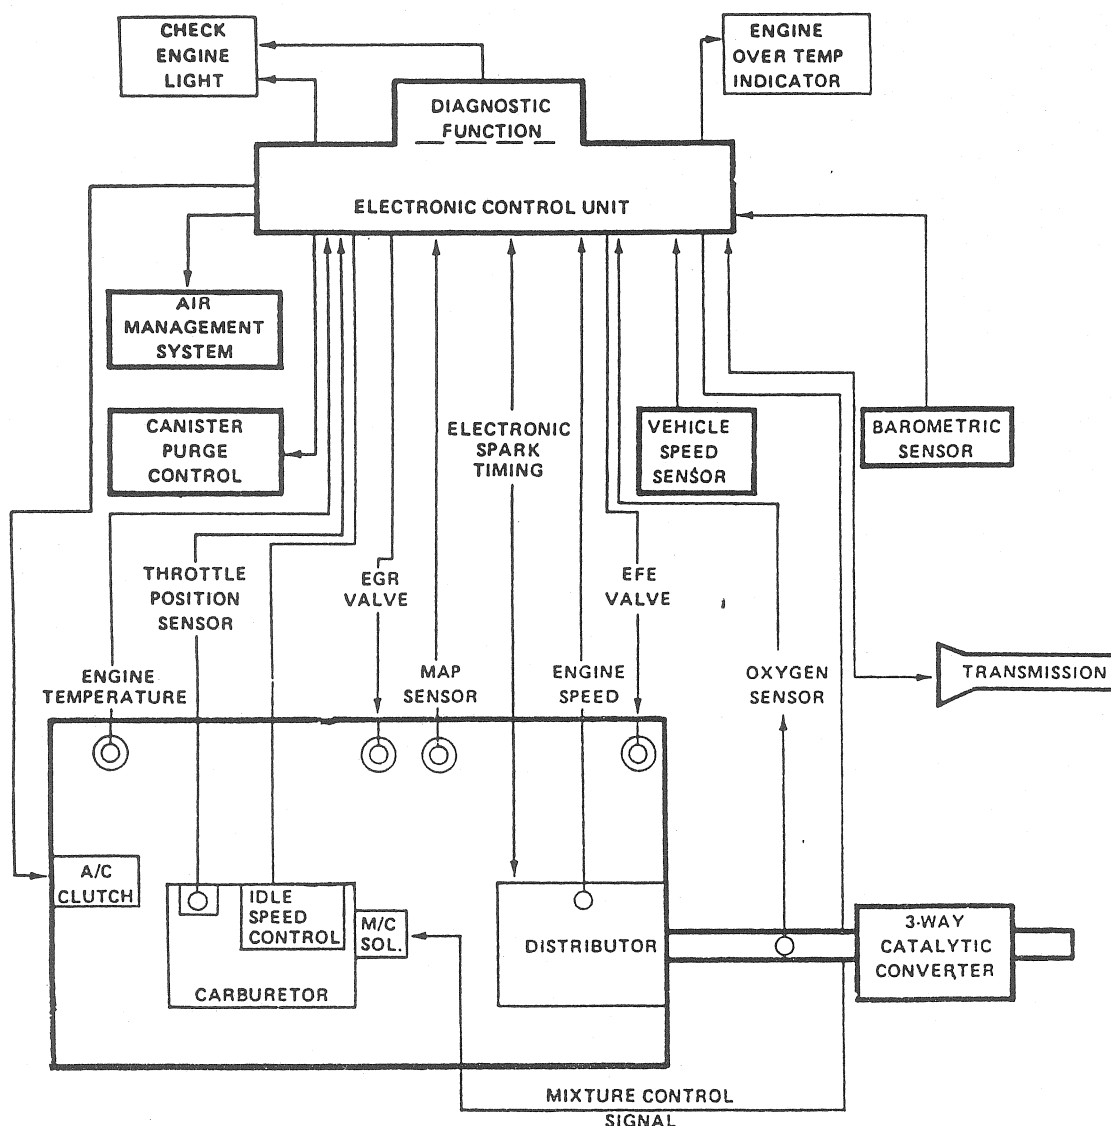 CHECK
ENGINE
LIGHT
ENGINE
OVER TEMP
INDICATOR
DIAGNOSTIC
FUNCTION
ELECTRONIC CONTROL UNIT
AIR
MANAGEMENT
SYSTEM
CANISTER
PURGE
CONTROL
ELECTRONIC
SPARK
TIMING
VEHICLE
SPEED
SENSOR
BAROMETRIC
SENSOR
THROTTLE
POSITION
SENSOR
EGR
VALVE
EFE
VALVE
ENGINE
TEMPERATURE
MAP
SENSOR
ENGINE
SPEED
OXYGEN
SENSOR
TRANSMISSION
A/C
CLUTCH
IDLE
SPEED
CONTROL
M/C
SOL.
CARBURETOR
DISTRIBUTOR
3-WAY
CATALYTIC
CONVERTER
MIXTURE CONTROL
SIGNAL